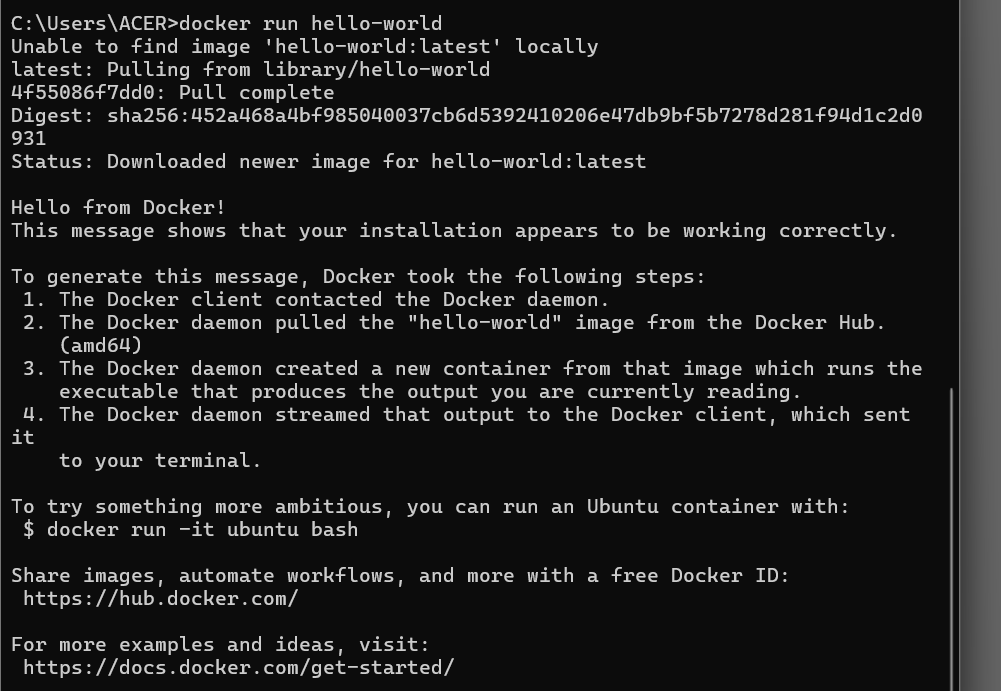 C:\Users\ACER>docker run hello-world
Unable to find image 'hello-world:latest' locally
latest: Pulling from library/hello-world
4f55086f7dd0: Pull complete
Digest: sha256:452a468a4bf985040037cb6d5392410206e47db9bf5b7278d281f94d1c2d0
931
Status: Downloaded newer image for hello-world:latest

Hello from Docker!
This message shows that your installation appears to be working correctly.

To generate this message, Docker took the following steps:
 1. The Docker client contacted the Docker daemon.
 2. The Docker daemon pulled the "hello-world" image from the Docker Hub.
    (amd64)
 3. The Docker daemon created a new container from that image which runs the
    executable that produces the output you are currently reading.
 4. The Docker daemon streamed that output to the Docker client, which sent
it
    to your terminal.

To try something more ambitious, you can run an Ubuntu container with:
 $ docker run -it ubuntu bash

Share images, automate workflows, and more with a free Docker ID:
 https://hub.docker.com/

For more examples and ideas, visit:
 https://docs.docker.com/get-started/